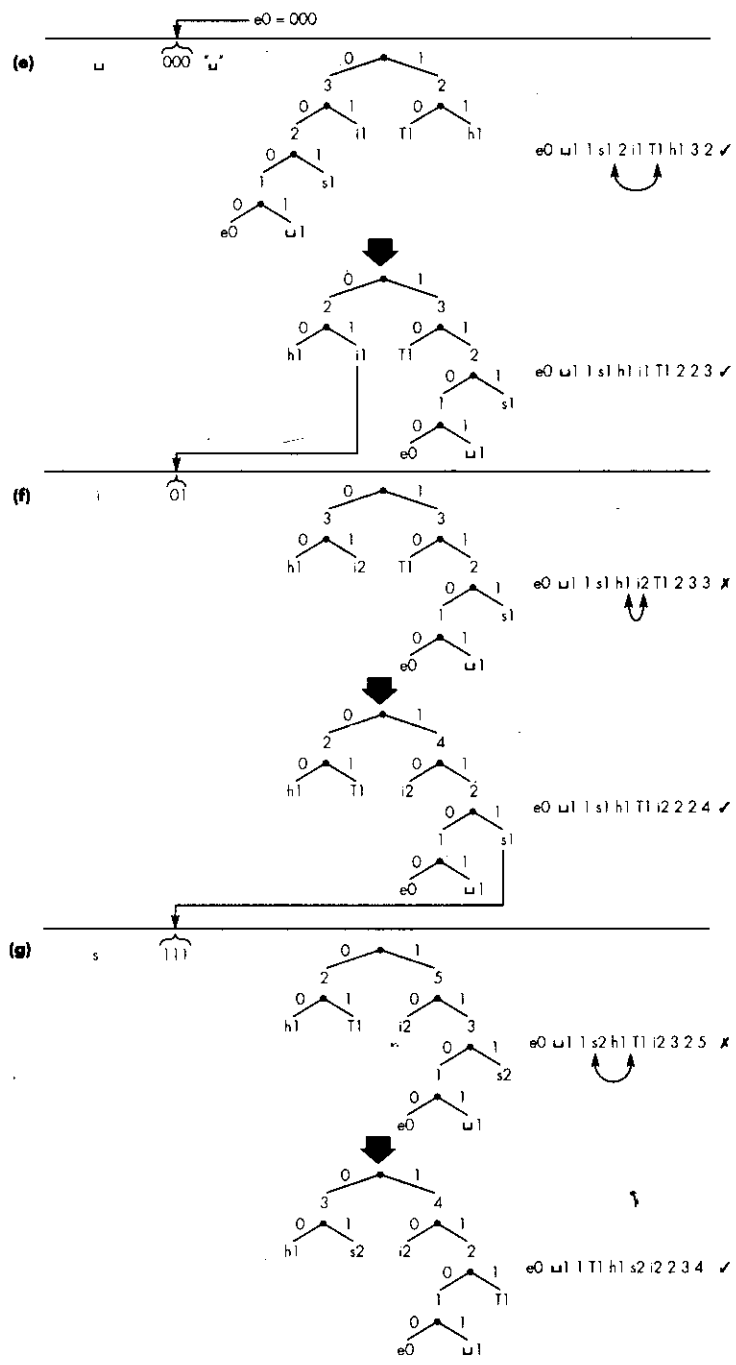 e0 = 000
(e) ␣ 000 "␣" 0 1
3 2
0 1 0 1
2 i1 T1 h1
e0 ␣1 1 s1 2 i1 T1 h1 3 2 ✓
0 1
1 s1
0 1
e0 ␣1
0 1
2 3
0 1 0 1
h1 i1 T1 2
e0 ␣1 1 s1 h1 i1 T1 2 2 3 ✓
0 1
1 s1
0 1
e0 ␣1
(f) i 01 0 1
3 3
0 1 0 1
h1 i2 T1 2
e0 ␣1 1 s1 h1 i2 T1 2 3 3 ✗
0 1
1 s1
0 1
e0 ␣1
0 1
2 4
0 1 0 1
h1 T1 i2 2
e0 ␣1 1 s1 h1 T1 i2 2 2 4 ✓
0 1
1 s1
0 1
e0 ␣1
(g) s 111 0 1
2 5
0 1 0 1
h1 T1 i2 3
e0 ␣1 1 s2 h1 T1 i2 3 2 5 ✗
0 1
1 s2
0 1
e0 ␣1
0 1
3 4
0 1 0 1
h1 s2 i2 2
e0 ␣1 1 T1 h1 s2 i2 2 3 4 ✓
0 1
1 T1
0 1
e0 ␣1